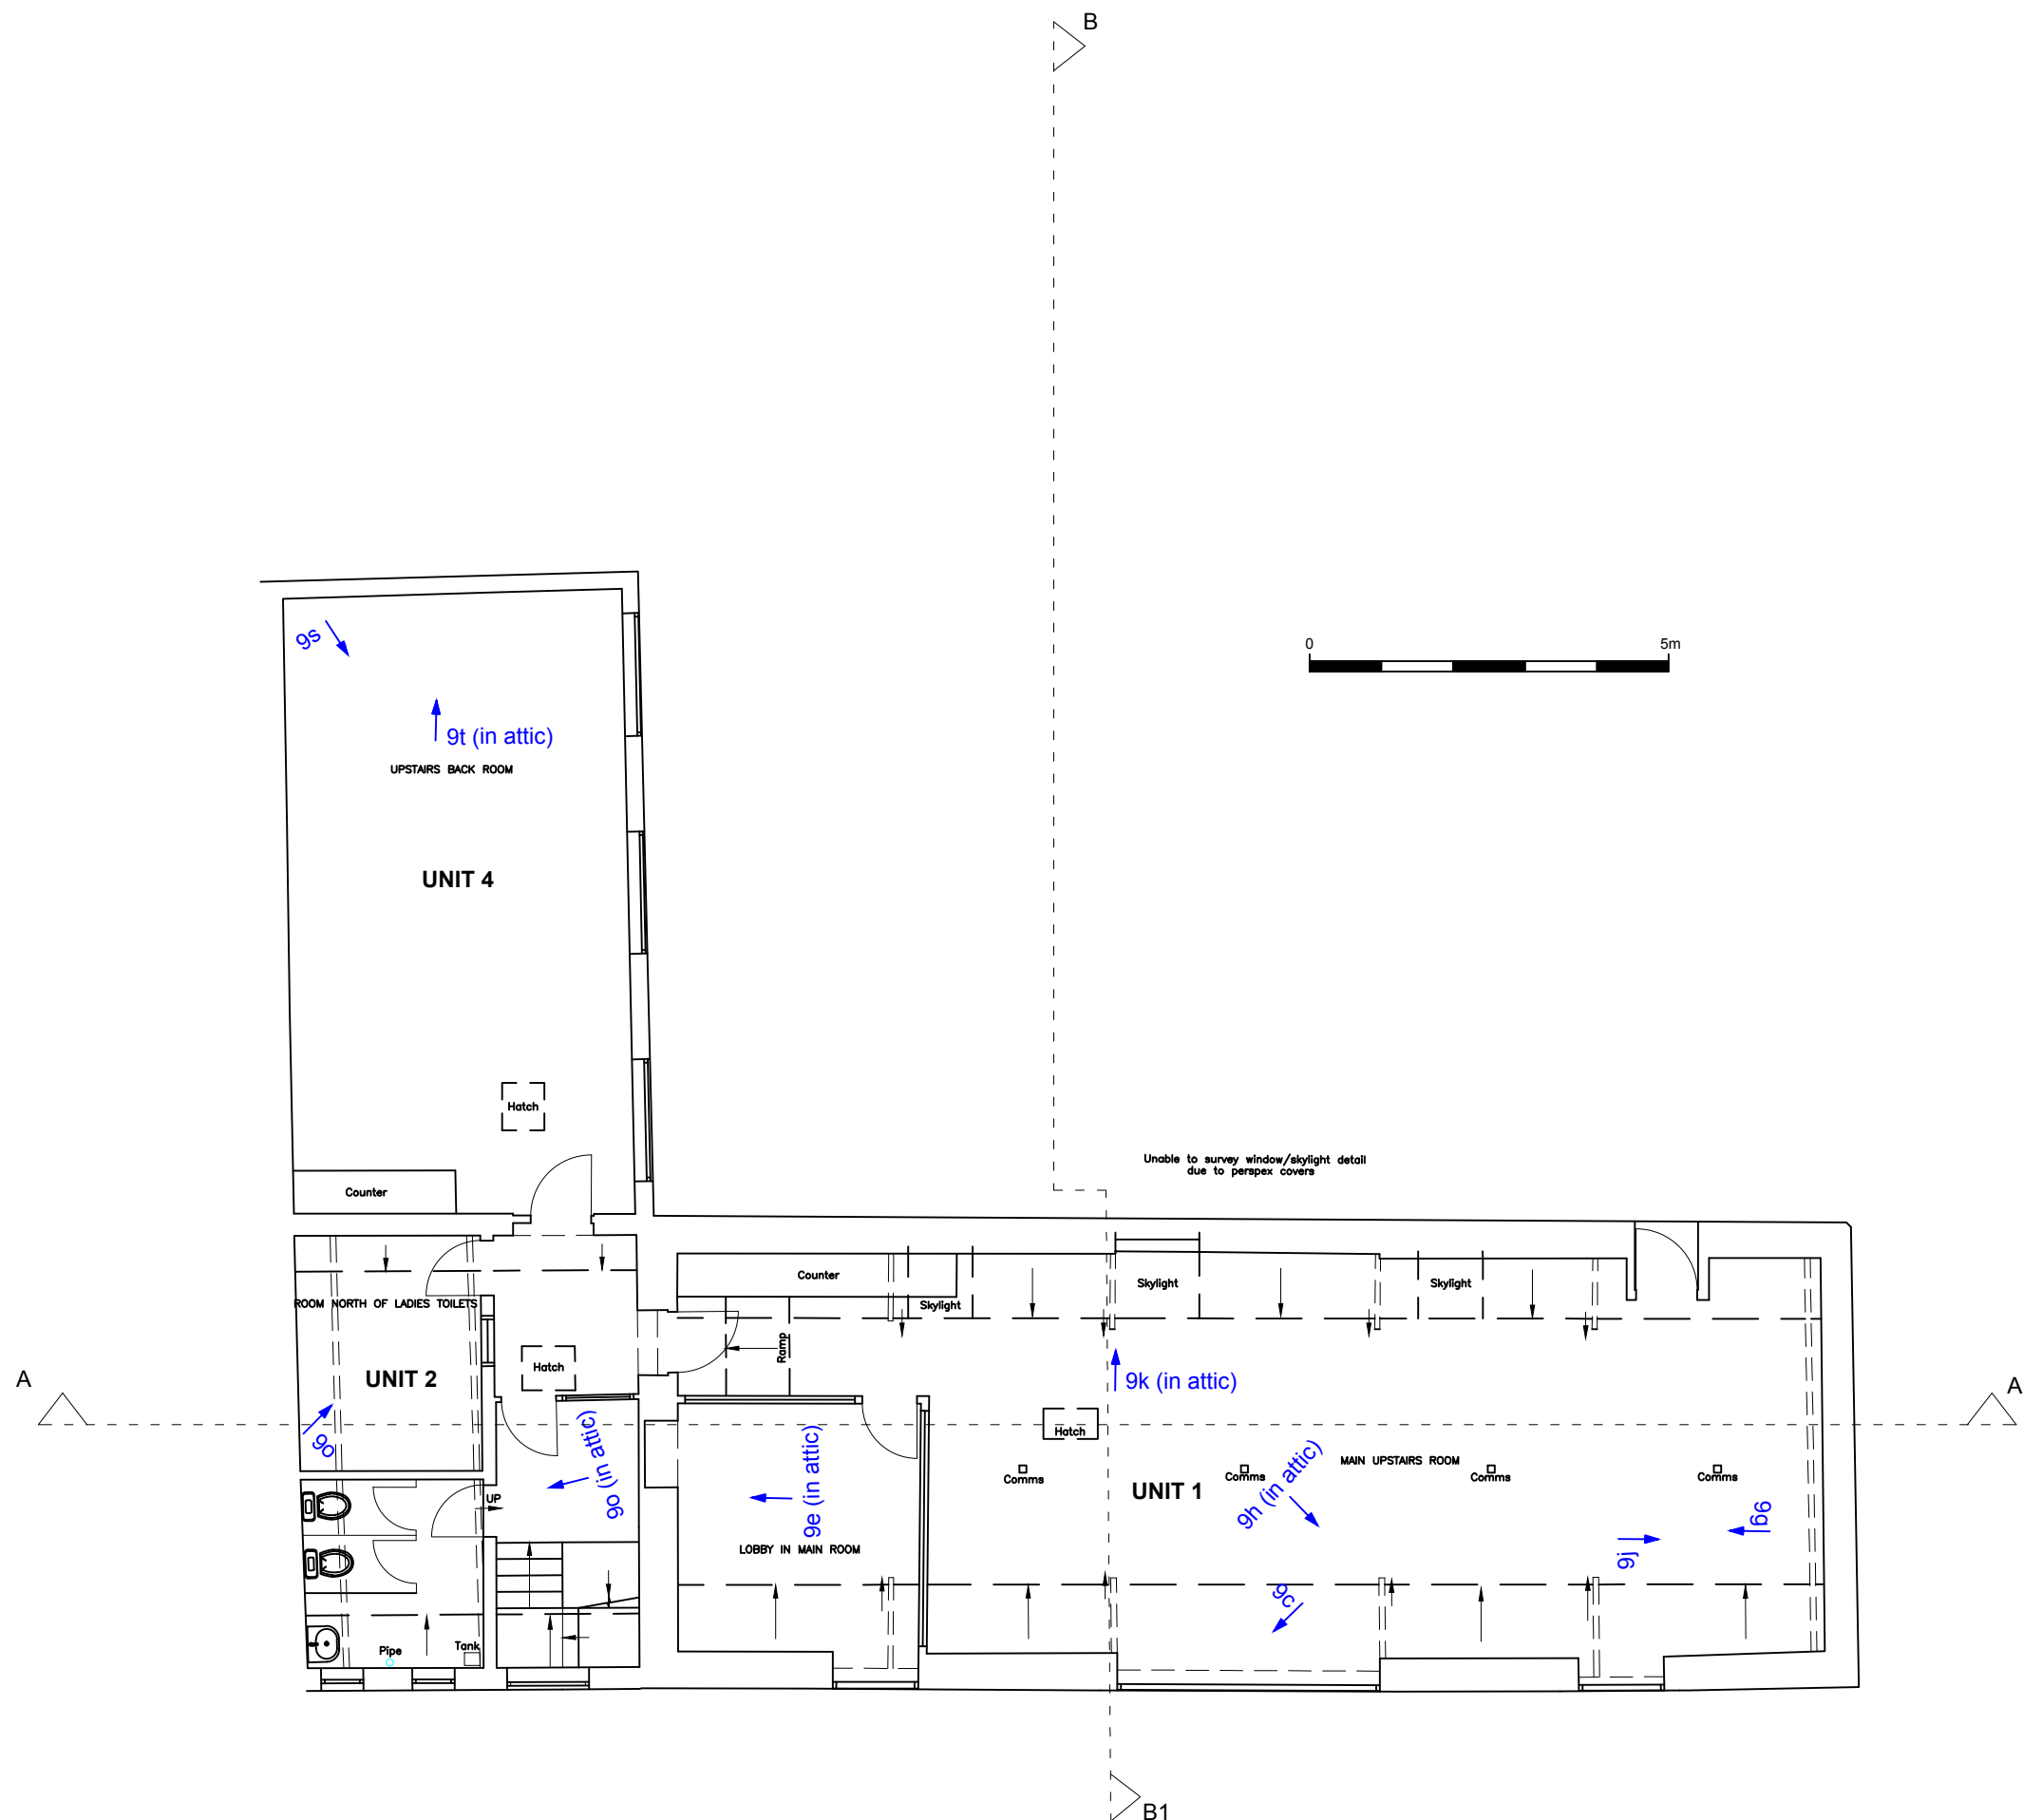 B
0 5m
9s
9t (in attic)
UPSTAIRS BACK ROOM
UNIT 4
Hatch
Counter
Unable to survey window/skylight detail
due to perspex covers
ROOM NORTH OF LADIES TOILETS
Counter
Skylight
Skylight
Skylight
Ramp
Hatch
UNIT 2
A
A
9k (in attic)
9o
9o (in attic)
9e (in attic)
Hatch
MAIN UPSTAIRS ROOM
Comms
Comms
Comms
Comms
UNIT 1
9h (in attic)
UP
9g
9j
LOBBY IN MAIN ROOM
9c
Pipe
Tank
B1